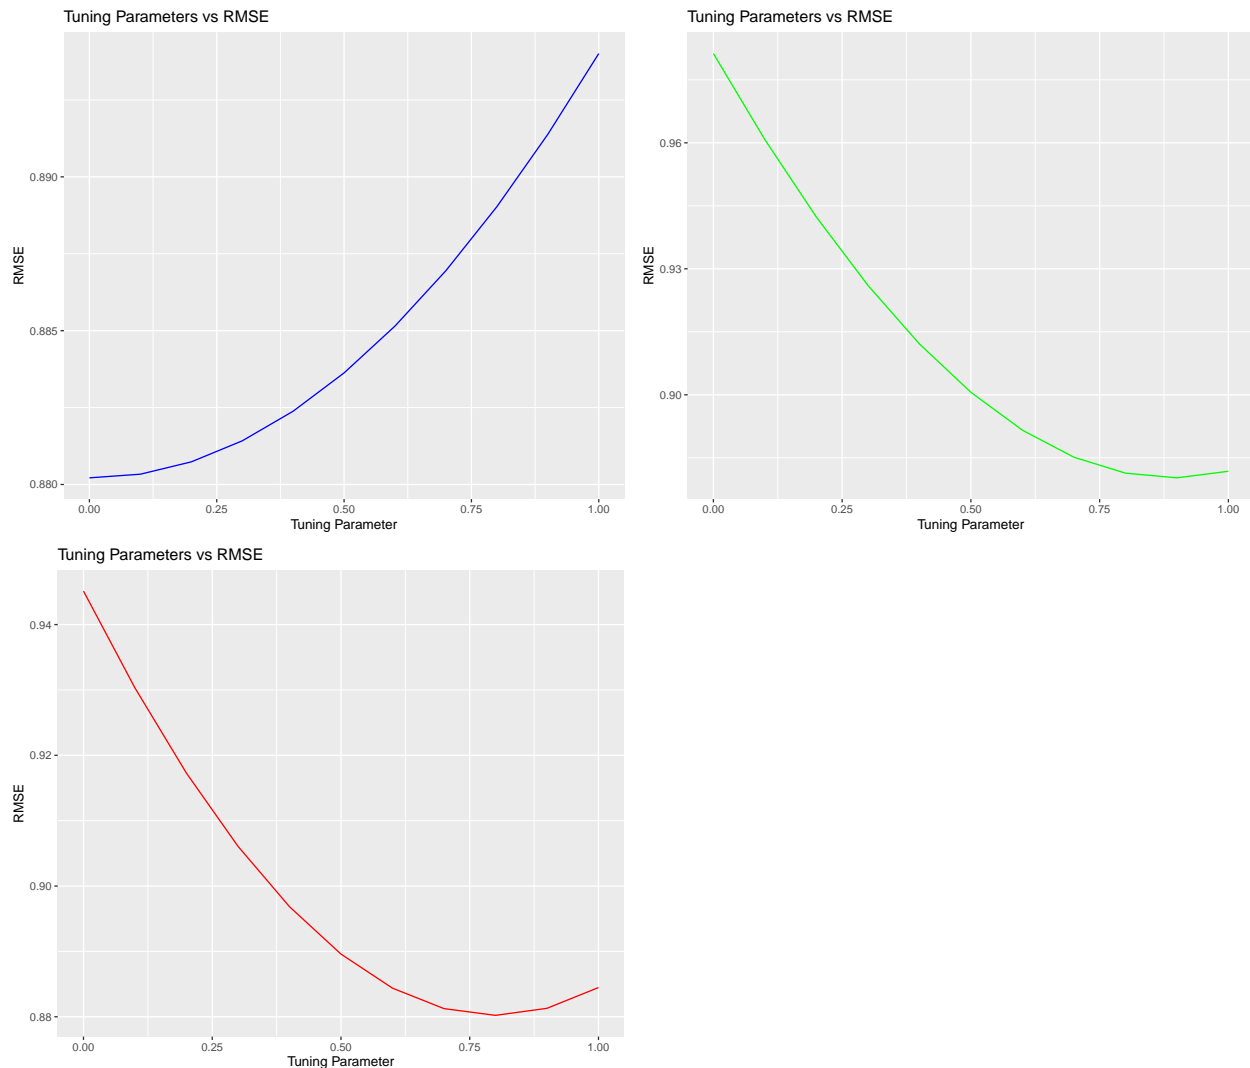 Tuning Parameters vs RMSE
RMSE
0.890
0.885
0.880
0.00 0.25 0.50 0.75 1.00
Tuning Parameter
Tuning Parameters vs RMSE
RMSE
0.96
0.93
0.90
0.00 0.25 0.50 0.75 1.00
Tuning Parameter
Tuning Parameters vs RMSE
RMSE
0.94
0.92
0.90
0.88
0.00 0.25 0.50 0.75 1.00
Tuning Parameter